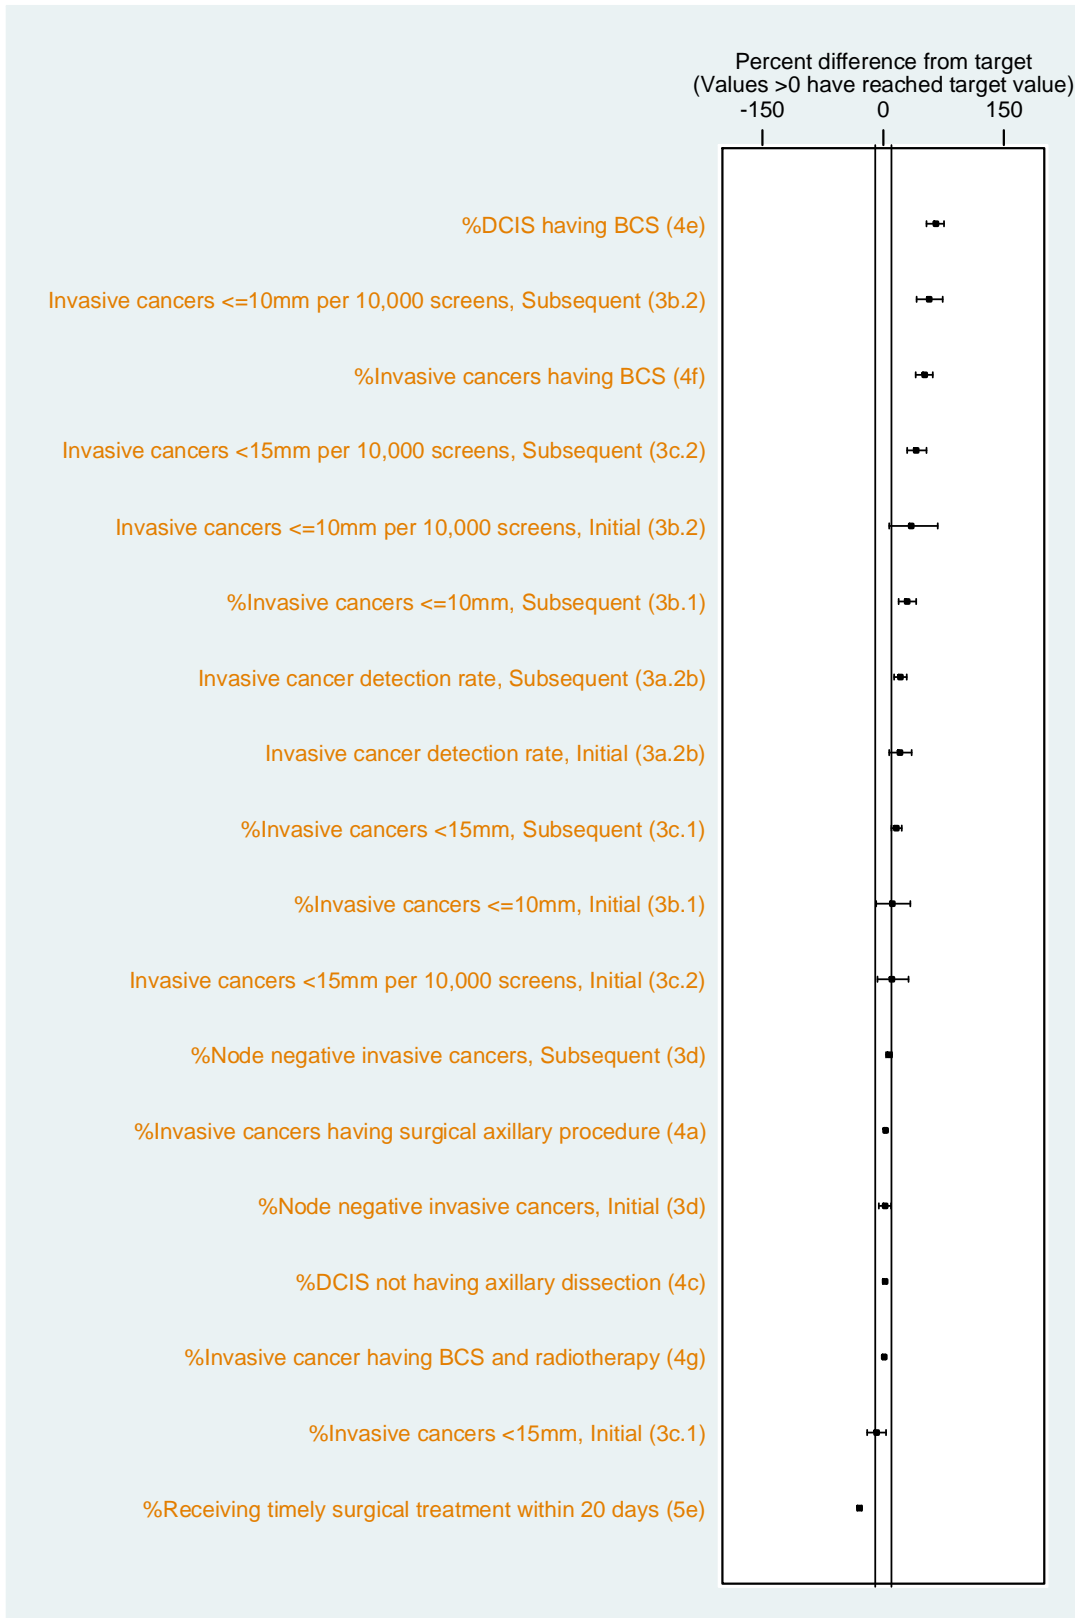 Percent difference from target
(Values >0 have reached target value)
-150 0 150
%DCIS having BCS (4e)
Invasive cancers <=10mm per 10,000 screens, Subsequent (3b.2)
%Invasive cancers having BCS (4f)
Invasive cancers <15mm per 10,000 screens, Subsequent (3c.2)
Invasive cancers <=10mm per 10,000 screens, Initial (3b.2)
%Invasive cancers <=10mm, Subsequent (3b.1)
Invasive cancer detection rate, Subsequent (3a.2b)
Invasive cancer detection rate, Initial (3a.2b)
%Invasive cancers <15mm, Subsequent (3c.1)
%Invasive cancers <=10mm, Initial (3b.1)
Invasive cancers <15mm per 10,000 screens, Initial (3c.2)
%Node negative invasive cancers, Subsequent (3d)
%Invasive cancers having surgical axillary procedure (4a)
%Node negative invasive cancers, Initial (3d)
%DCIS not having axillary dissection (4c)
%Invasive cancer having BCS and radiotherapy (4g)
%Invasive cancers <15mm, Initial (3c.1)
%Receiving timely surgical treatment within 20 days (5e)